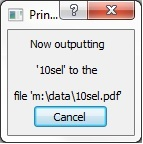 Prin...
Now outputting
'10sel' to the
file 'm:\data\10sel.pdf'
Cancel